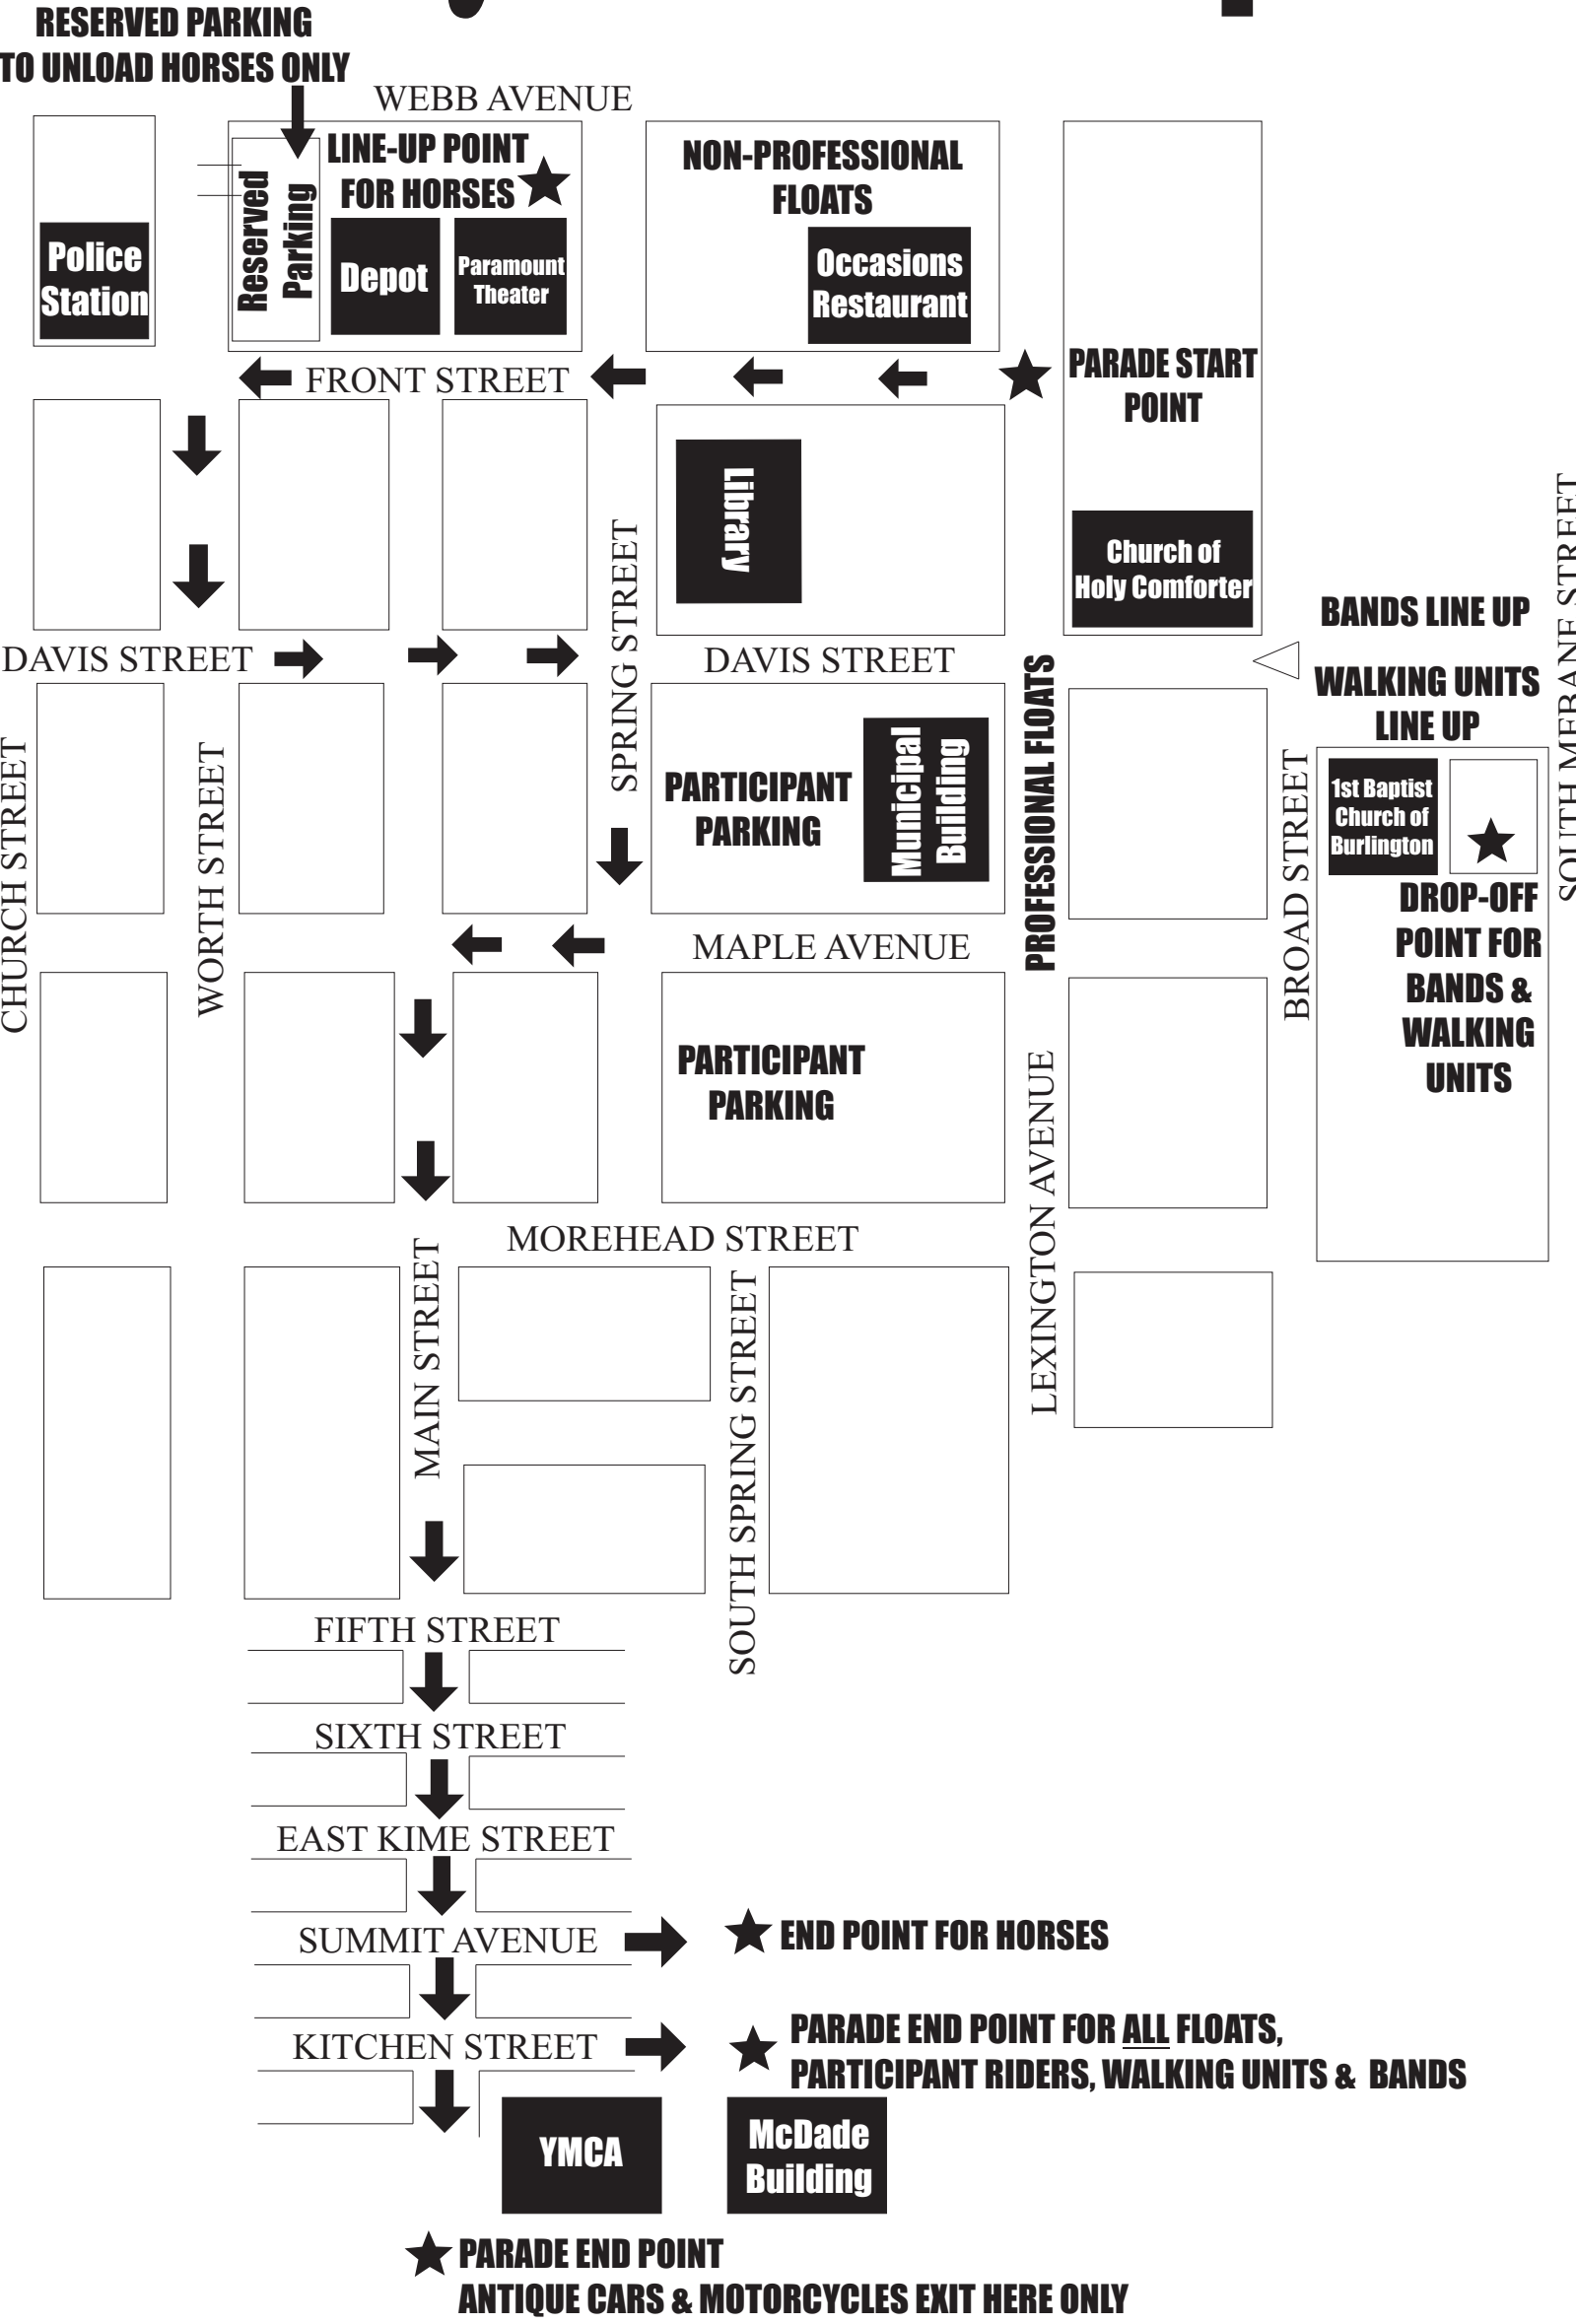 RESERVED PARKING
TO UNLOAD HORSES ONLY
WEBB AVENUE
LINE-UP POINT
FOR HORSES
NON-PROFESSIONAL
FLOATS
Police
Station
Reserved
Parking
Depot
Paramount
Theater
Occasions
Restaurant
FRONT STREET
PARADE START
POINT
Library
Church of
Holy Comforter
SPRING STREET
SOUTH MEBANE STREET
BANDS LINE UP
DAVIS STREET
DAVIS STREET
WALKING UNITS
LINE UP
PROFESSIONAL FLOATS
CHURCH STREET
WORTH STREET
PARTICIPANT
PARKING
Municipal
Building
BROAD STREET
1st Baptist
Church of
Burlington
DROP-OFF
POINT FOR
BANDS &
WALKING
UNITS
MAPLE AVENUE
PARTICIPANT
PARKING
LEXINGTON AVENUE
MOREHEAD STREET
MAIN STREET
SOUTH SPRING STREET
FIFTH STREET
SIXTH STREET
EAST KIME STREET
SUMMIT AVENUE
END POINT FOR HORSES
KITCHEN STREET
PARADE END POINT FOR ALL FLOATS,
PARTICIPANT RIDERS, WALKING UNITS & BANDS
YMCA
McDade
Building
PARADE END POINT
ANTIQUE CARS & MOTORCYCLES EXIT HERE ONLY